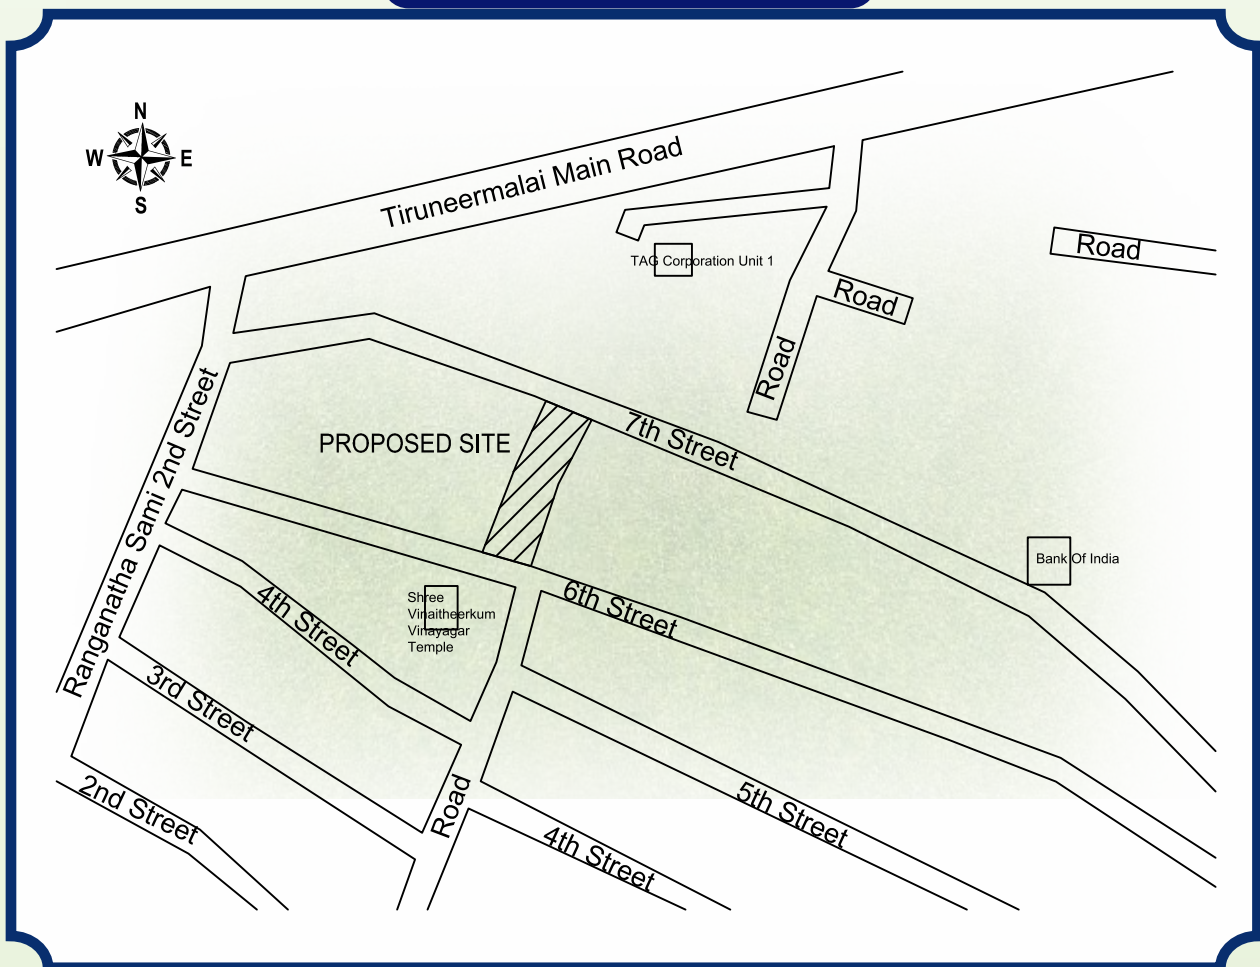 N
W
E
S
Tiruneermalai Main Road
TAG Corporation Unit 1
Road
Road
Road
Ranganatha Sami 2nd Street
PROPOSED SITE
7th Street
Bank Of India
4th Street
Shree
Vinaitheerkum
Vinayagar
Temple
6th Street
3rd Street
2nd Street
Road
5th Street
4th Street